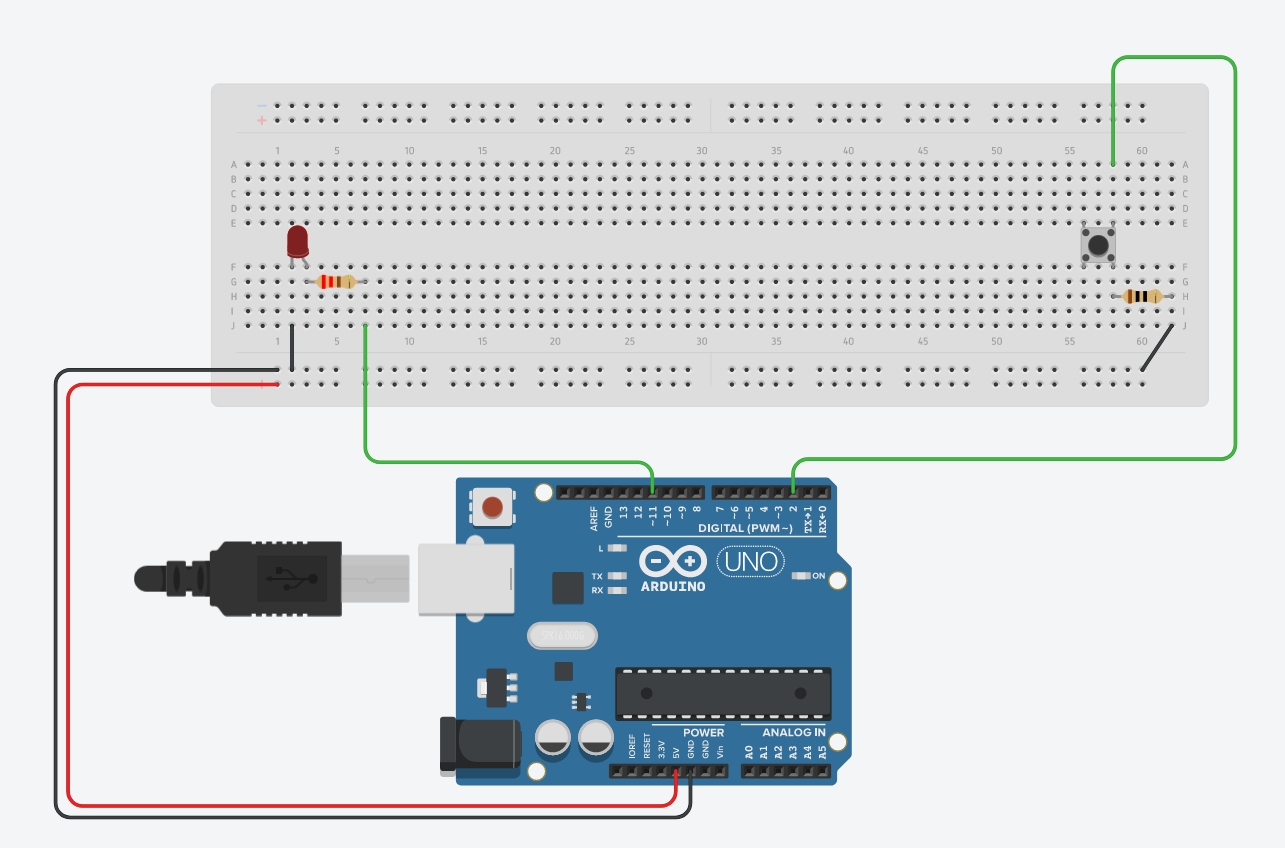 − −
+
1 5 10 15 20 25 30 35 40 45 50 55 60
A A
B B
C C
D D
E E
F F
G G
H H
I I
J J
1 5 10 15 20 25 30 35 40 45 50 55 60
+
AREF GND 13 12 ~11 ~10 ~9 8 7 ~6 ~5 4 ~3 2 TX→1 RX←0
DIGITAL (PWM~)
L
TX
RX
UNO
ON
ARDUINO
POWER ANALOG IN
IOREF RESET 3.3V 5V GND GND Vin A0 A1 A2 A3 A4 A5